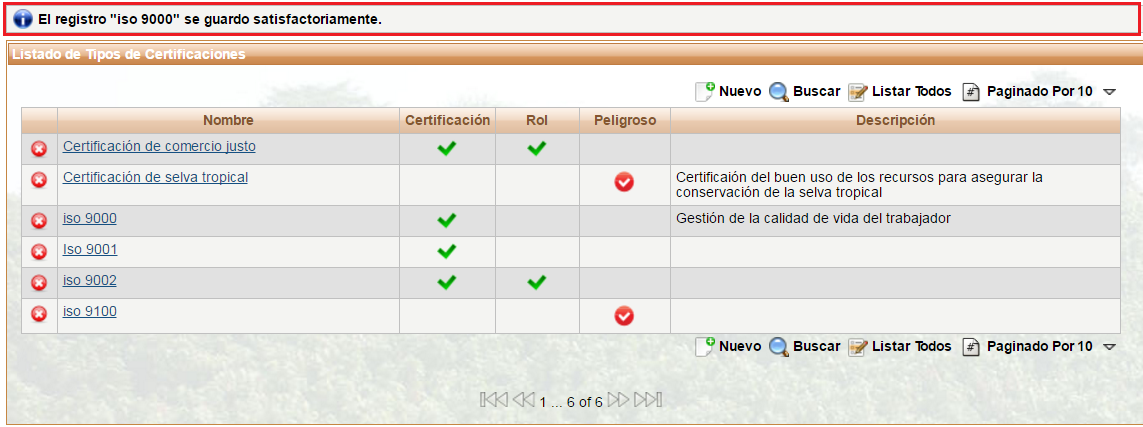 El registro "iso 9000" se guardo satisfactoriamente.
Listado de Tipos de Certificaciones
Nuevo Buscar Listar Todos # Paginado Por 10
Nombre Certificación Rol Peligroso Descripción
Certificación de comercio justo
Certificación de selva tropical Certificaión del buen uso de los recursos para asegurar la
conservación de la selva tropical
iso 9000 Gestión de la calidad de vida del trabajador
Iso 9001
iso 9002
iso 9100
Nuevo Buscar Listar Todos # Paginado Por 10
1 ... 6 of 6